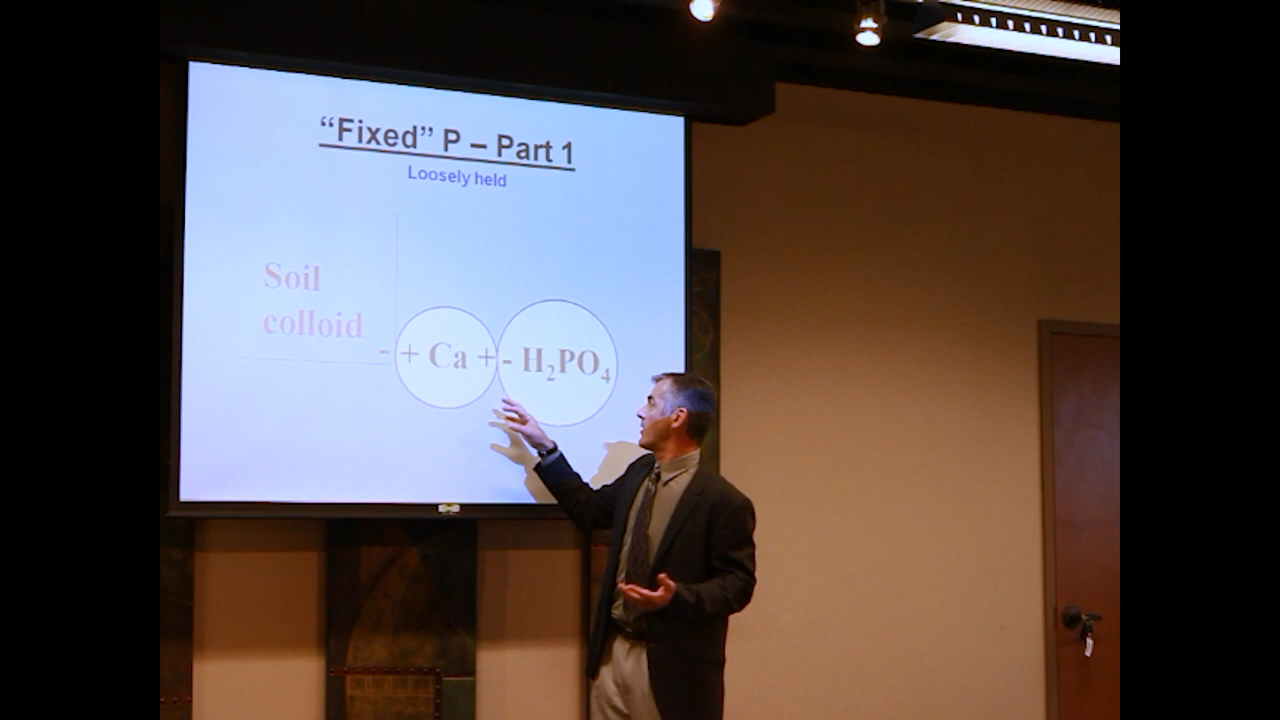 “Fixed” P – Part 1
Loosely held
Soil
colloid
- + Ca + - H₂PO₄